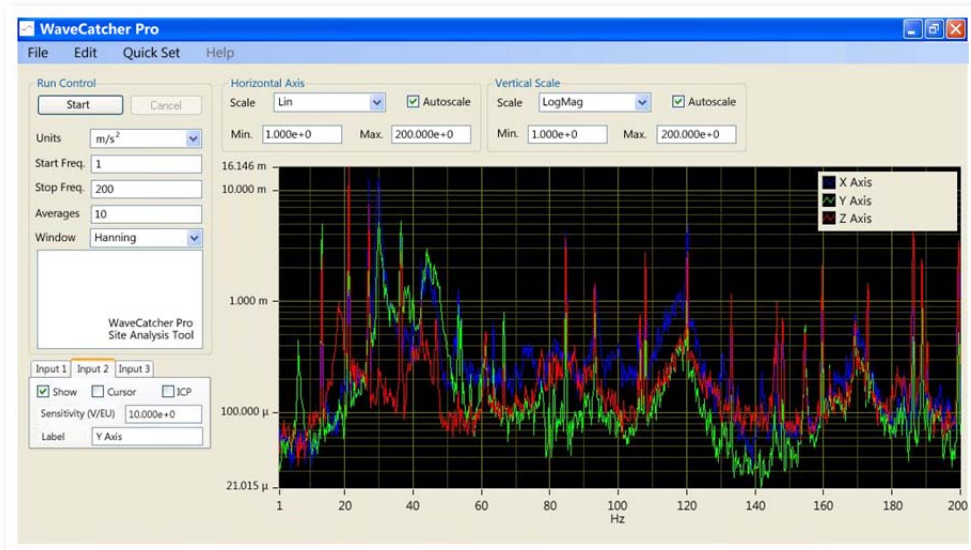 WaveCatcher Pro
File Edit Quick Set Help
Run Control
Start Cancel
Units m/s²
Start Freq. 1
Stop Freq. 200
Averages 10
Window Hanning
WaveCatcher Pro
Site Analysis Tool
Input 1 Input 2 Input 3
Show Cursor ICP
Sensitivity (V/EU) 10.000e+0
Label Y Axis
Horizontal Axis
Scale Lin Autoscale
Min. 1.000e+0 Max. 200.000e+0
Vertical Scale
Scale LogMag Autoscale
Min. 1.000e+0 Max. 200.000e+0
16.146 m
10.000 m
1.000 m
100.000 µ
21.015 µ
X Axis
Y Axis
Z Axis
1 20 40 60 80 100 120 140 160 180 200
Hz